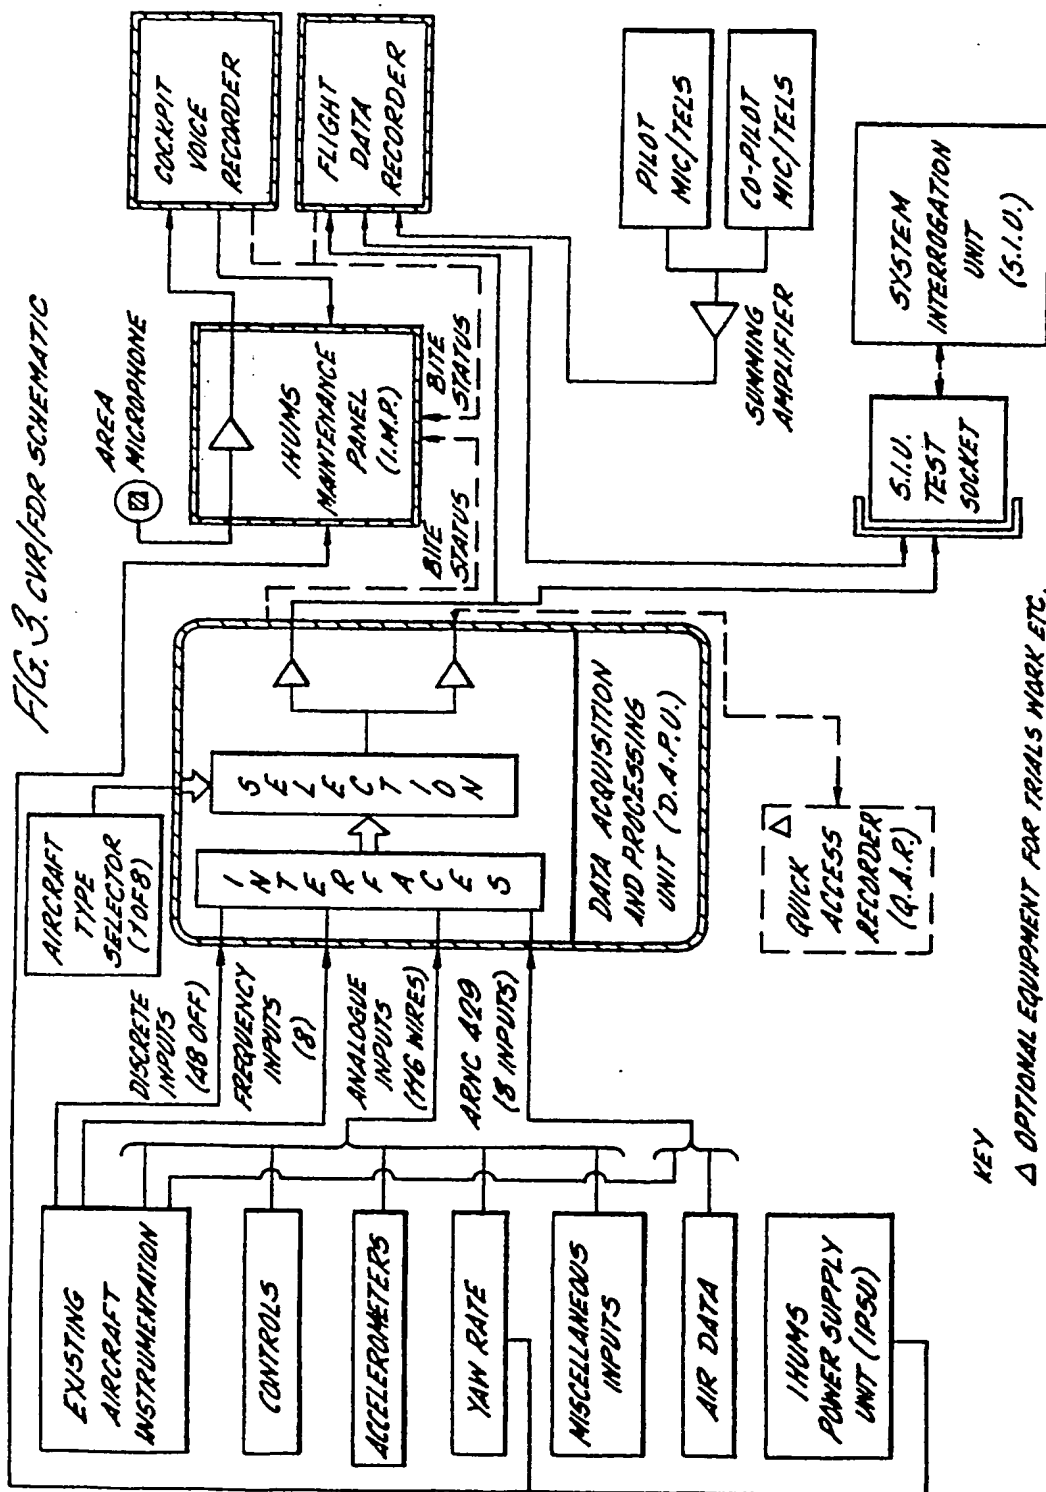 FIG. 3. CVR/FDR SCHEMATIC
AIRCRAFT
TYPE
SELECTOR
(1 OF 8)
AREA
MICROPHONE
COCKPIT
VOICE
RECORDER
FLIGHT
DATA
RECORDER
IHUMS
MAINTENANCE
PANEL
(I.M.P.)
BITE
STATUS
BITE
STATUS
EXISTING
AIRCRAFT
INSTRUMENTATION
CONTROLS
ACCELEROMETERS
YAW RATE
MISCELLANEOUS
INPUTS
AIR DATA
IHUMS
POWER SUPPLY
UNIT (IPSU)
DISCRETE
INPUTS
(48 OFF)
FREQUENCY
INPUTS
(8)
ANALOGUE
INPUTS
(116 WIRES)
ARNC 429
(8 INPUTS)
INTERFACES
SELECTION
DATA ACQUISITION
AND PROCESSING
UNIT (D.A.P.U.)
QUICK Δ
ACCESS
RECORDER
(Q.A.R.)
PILOT
MIC/TELS
CO-PILOT
MIC/TELS
SUMMING
AMPLIFIER
S.I.U.
TEST
SOCKET
SYSTEM
INTERROGATION
UNIT
(S.I.U.)
KEY
Δ OPTIONAL EQUIPMENT FOR TRIALS WORK ETC.